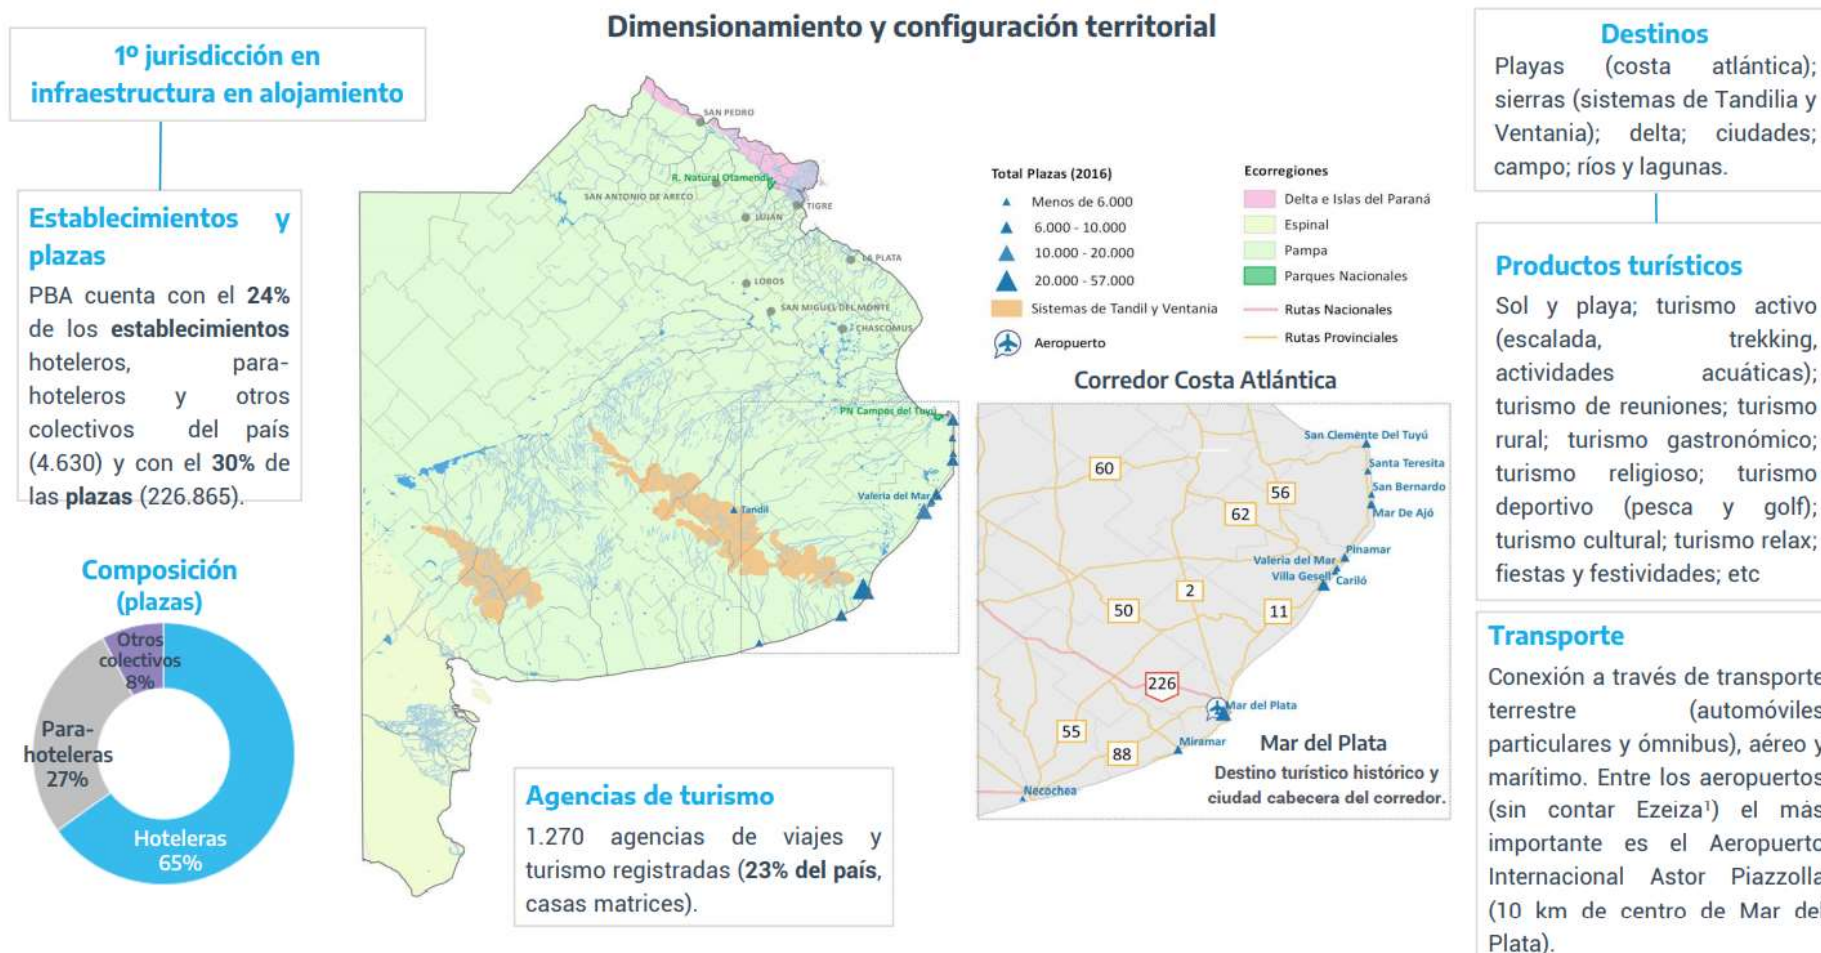 Dimensionamiento y configuración territorial
1º jurisdicción en
infraestructura en alojamiento
Establecimientos y
plazas
PBA cuenta con el 24%
de los establecimientos
hoteleros, para-
hoteleros y otros
colectivos del país
(4.630) y con el 30% de
las plazas (226.865).
Composición
(plazas)
Otros
colectivos
8%
Para-
hoteleras
27%
Hoteleras
65%
SAN PEDRO
R. Natural Otamendi
SAN ANTONIO DE ARECO
TIGRE
LUJÁN
LA PLATA
LOBOS
SAN MIGUEL DEL MONTE
CHASCOMUS
PN Campos del Tuyú
Valeria del Mar
Tandil
Agencias de turismo
1.270 agencias de viajes y
turismo registradas (23% del país,
casas matrices).
Total Plazas (2016)
Menos de 6.000
6.000 - 10.000
10.000 - 20.000
20.000 - 57.000
Sistemas de Tandil y Ventania
Aeropuerto
Ecorregiones
Delta e Islas del Paraná
Espinal
Pampa
Parques Nacionales
Rutas Nacionales
Rutas Provinciales
Corredor Costa Atlántica
San Clemente Del Tuyú
60
Santa Teresita
56
San Bernardo
62
Mar De Ajó
Pinamar
Valeria del Mar
Villa Gesell
Cariló
2
50
11
226
Mar del Plata
55
88
Miramar
Mar del Plata
Destino turístico histórico y
ciudad cabecera del corredor.
Necochea
Destinos
Playas (costa atlántica);
sierras (sistemas de Tandilia y
Ventania); delta; ciudades;
campo; ríos y lagunas.
Productos turísticos
Sol y playa; turismo activo
(escalada, trekking,
actividades acuáticas);
turismo de reuniones; turismo
rural; turismo gastronómico;
turismo religioso; turismo
deportivo (pesca y golf);
turismo cultural; turismo relax;
fiestas y festividades; etc
Transporte
Conexión a través de transporte
terrestre (automóviles
particulares y ómnibus), aéreo y
marítimo. Entre los aeropuertos
(sin contar Ezeiza¹) el más
importante es el Aeropuerto
Internacional Astor Piazzolla
(10 km de centro de Mar del
Plata).